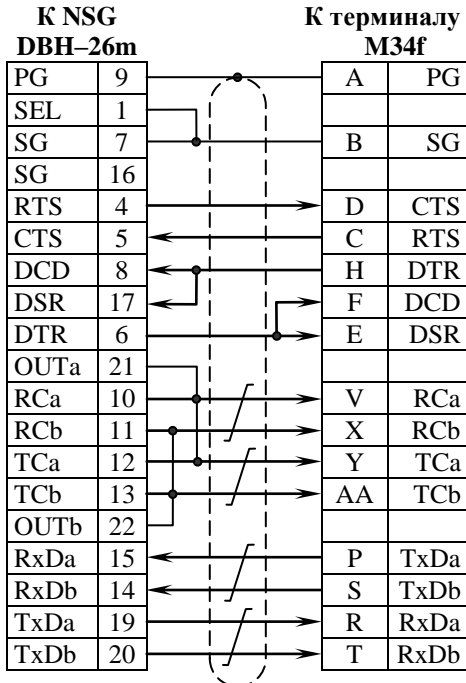 К NSG К терминалу
DBH–26m M34f
PG 9 A PG
SEL 1
SG 7 B SG
SG 16
RTS 4 D CTS
CTS 5 C RTS
DCD 8 H DTR
DSR 17 F DCD
DTR 6 E DSR
OUTa 21
RCa 10 V RCa
RCb 11 X RCb
TCa 12 Y TCa
TCb 13 AA TCb
OUTb 22
RxDa 15 P TxDa
RxDb 14 S TxDb
TxDa 19 R RxDa
TxDb 20 T RxDb